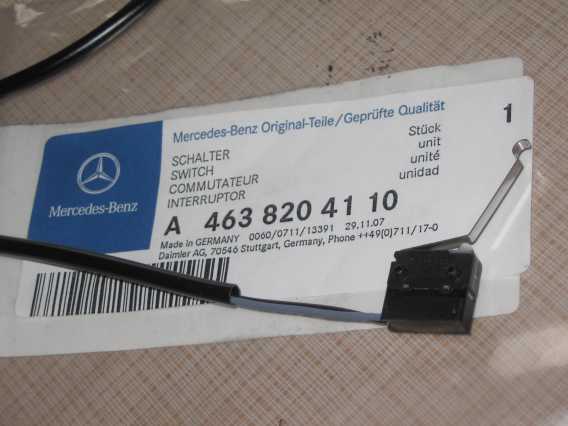 Mercedes-Benz Original-Teile/Geprüfte Qualität
SCHALTER
SWITCH
COMMUTATEUR
INTERRUPTOR
Stück
unit
unité
unidad
1
Mercedes-Benz
A 463 820 41 10
Made in GERMANY 0060/0711/13391 29.11.07
Daimler AG, 70546 Stuttgart, Germany, Phone ++49(0)711/17-0